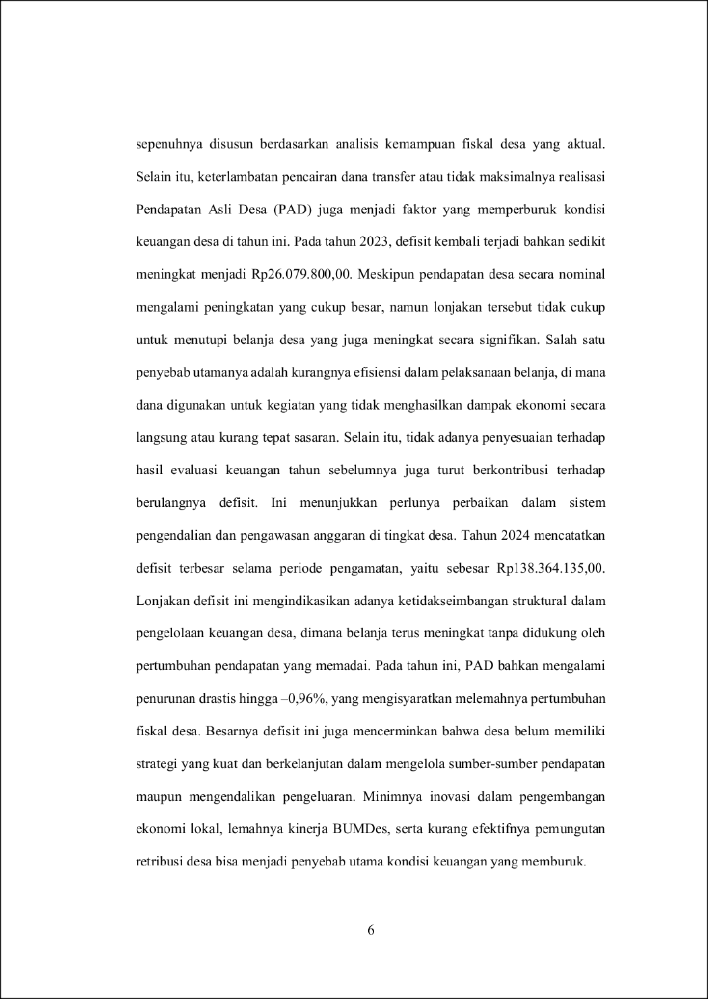 sepenuhnya disusun berdasarkan analisis kemampuan fiskal desa yang aktual.
Selain itu, keterlambatan pencairan dana transfer atau tidak maksimalnya realisasi
Pendapatan Asli Desa (PAD) juga menjadi faktor yang memperburuk kondisi
keuangan desa di tahun ini. Pada tahun 2023, defisit kembali terjadi bahkan sedikit
meningkat menjadi Rp26.079.800,00. Meskipun pendapatan desa secara nominal
mengalami peningkatan yang cukup besar, namun lonjakan tersebut tidak cukup
untuk menutupi belanja desa yang juga meningkat secara signifikan. Salah satu
penyebab utamanya adalah kurangnya efisiensi dalam pelaksanaan belanja, di mana
dana digunakan untuk kegiatan yang tidak menghasilkan dampak ekonomi secara
langsung atau kurang tepat sasaran. Selain itu, tidak adanya penyesuaian terhadap
hasil evaluasi keuangan tahun sebelumnya juga turut berkontribusi terhadap
berulangnya defisit. Ini menunjukkan perlunya perbaikan dalam sistem
pengendalian dan pengawasan anggaran di tingkat desa. Tahun 2024 mencatatkan
defisit terbesar selama periode pengamatan, yaitu sebesar Rp138.364.135,00.
Lonjakan defisit ini mengindikasikan adanya ketidakseimbangan struktural dalam
pengelolaan keuangan desa, dimana belanja terus meningkat tanpa didukung oleh
pertumbuhan pendapatan yang memadai. Pada tahun ini, PAD bahkan mengalami
penurunan drastis hingga –0,96%, yang mengisyaratkan melemahnya pertumbuhan
fiskal desa. Besarnya defisit ini juga mencerminkan bahwa desa belum memiliki
strategi yang kuat dan berkelanjutan dalam mengelola sumber-sumber pendapatan
maupun mengendalikan pengeluaran. Minimnya inovasi dalam pengembangan
ekonomi lokal, lemahnya kinerja BUMDes, serta kurang efektifnya pemungutan
retribusi desa bisa menjadi penyebab utama kondisi keuangan yang memburuk.
6